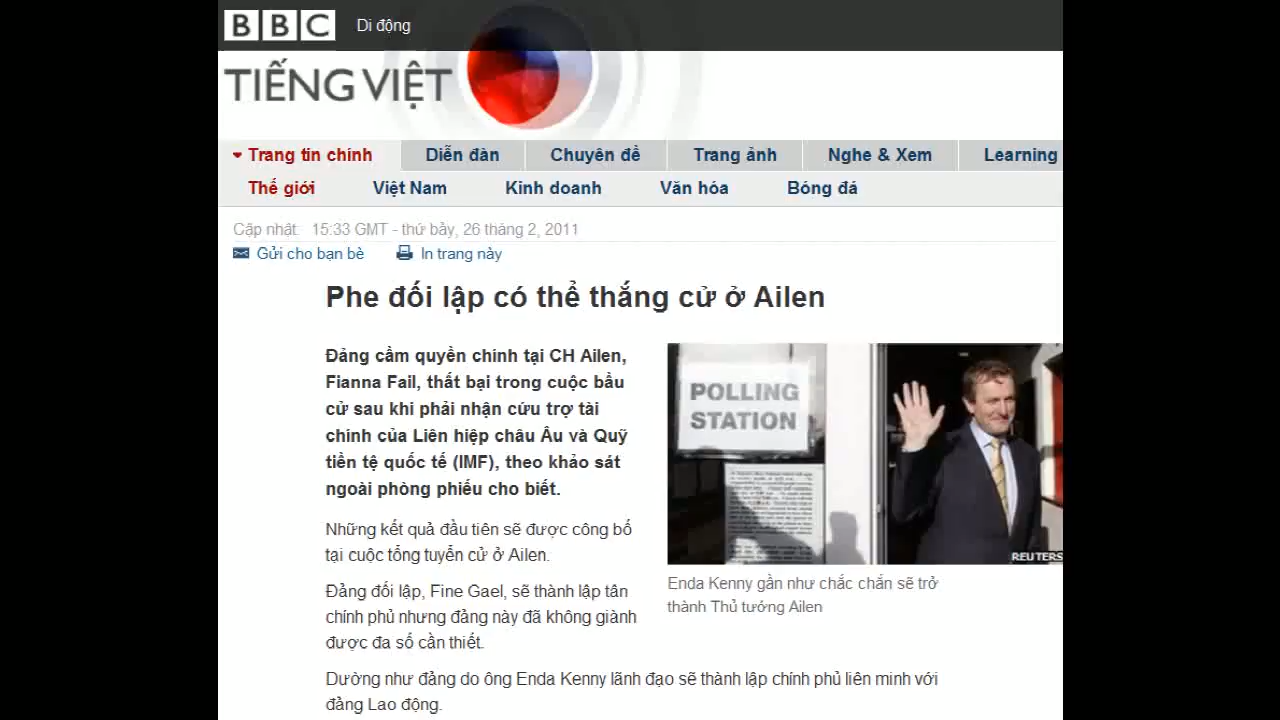 BBC Di động
TIẾNG VIỆT
Trang tin chính Diễn đàn Chuyên đề Trang ảnh Nghe & Xem Learning
Thế giới Việt Nam Kinh doanh Văn hóa Bóng đá
Cập nhật: 15:33 GMT - thứ bảy, 26 tháng 2, 2011
Gửi cho bạn bè In trang này
Phe đối lập có thể thắng cử ở Ailen
Đảng cầm quyền chính tại CH Ailen,
Fianna Fail, thất bại trong cuộc bầu
cử sau khi phải nhận cứu trợ tài
chính của Liên hiệp châu Âu và Quỹ
tiền tệ quốc tế (IMF), theo khảo sát
ngoài phòng phiếu cho biết.
Những kết quả đầu tiên sẽ được công bố
tại cuộc tổng tuyển cử ở Ailen.
Đảng đối lập, Fine Gael, sẽ thành lập tân
chính phủ nhưng đảng này đã không giành
được đa số cần thiết.
POLLING
STATION
REUTERS
Enda Kenny gần như chắc chắn sẽ trở
thành Thủ tướng Ailen
Dường như đảng do ông Enda Kenny lãnh đạo sẽ thành lập chính phủ liên minh với
đảng Lao động.